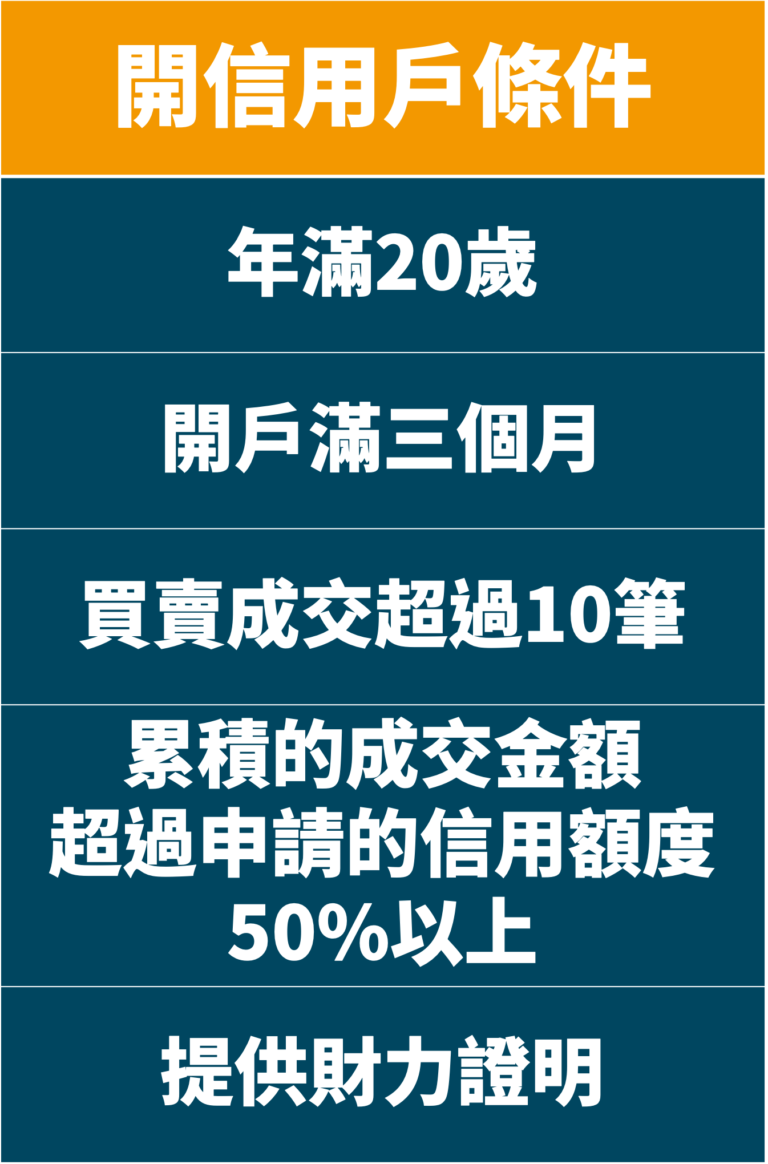 開信用戶條件
年滿20歲
開戶滿三個月
買賣成交超過10筆
累積的成交金額
超過申請的信用額度
50%以上
提供財力證明